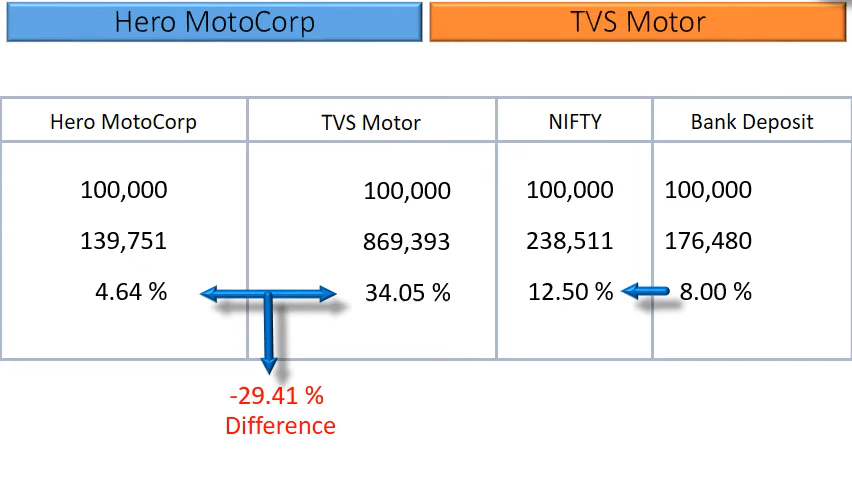 Hero MotoCorp TVS Motor
Hero MotoCorp TVS Motor NIFTY Bank Deposit
100,000 100,000 100,000 100,000
139,751 869,393 238,511 176,480
4.64 % 34.05 % 12.50 % 8.00 %
-29.41 %
Difference